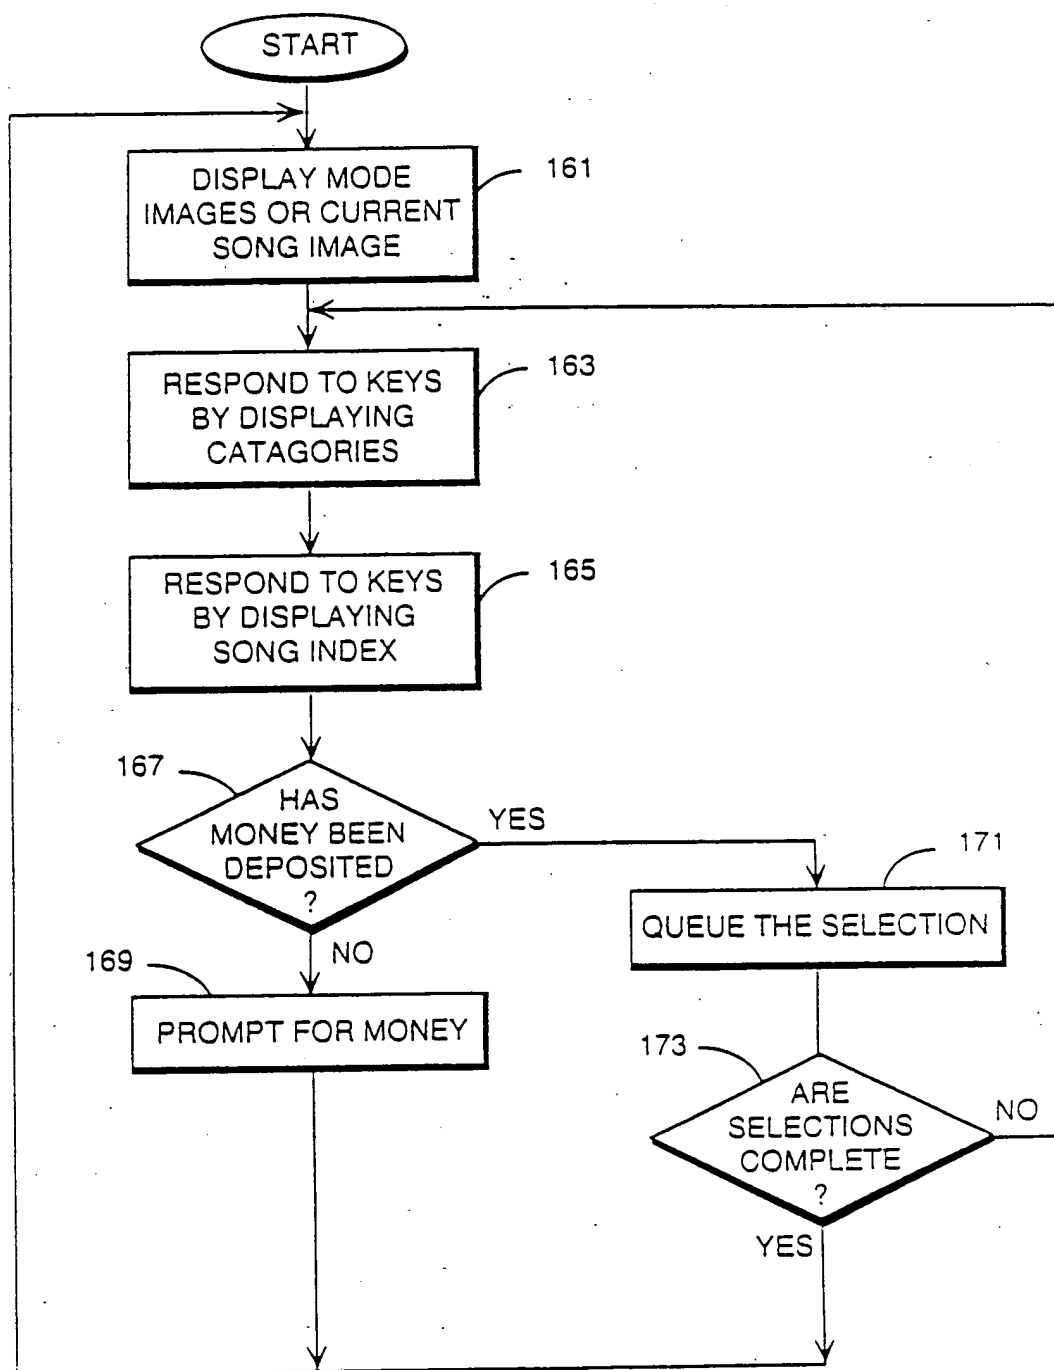 START
DISPLAY MODE
IMAGES OR CURRENT
SONG IMAGE
161
RESPOND TO KEYS
BY DISPLAYING
CATAGORIES
163
RESPOND TO KEYS
BY DISPLAYING
SONG INDEX
165
167
HAS
MONEY BEEN
DEPOSITED
?
YES
NO
171
QUEUE THE SELECTION
169
PROMPT FOR MONEY
173
ARE
SELECTIONS
COMPLETE
?
NO
YES